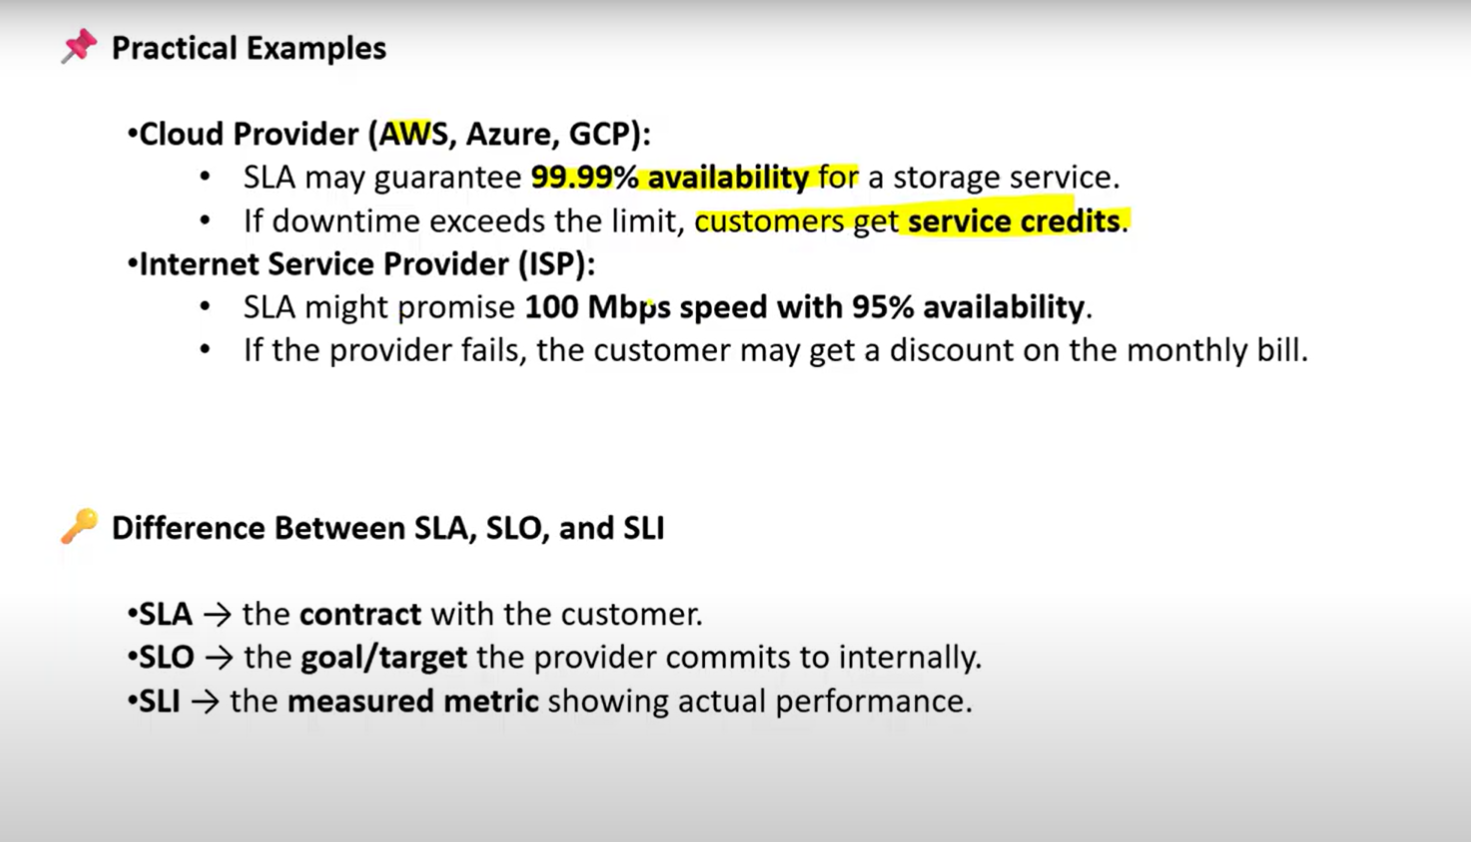 📌 Practical Examples
•Cloud Provider (AWS, Azure, GCP):
• SLA may guarantee 99.99% availability for a storage service.
• If downtime exceeds the limit, customers get service credits.
•Internet Service Provider (ISP):
• SLA might promise 100 Mbps speed with 95% availability.
• If the provider fails, the customer may get a discount on the monthly bill.
🔑 Difference Between SLA, SLO, and SLI
•SLA → the contract with the customer.
•SLO → the goal/target the provider commits to internally.
•SLI → the measured metric showing actual performance.